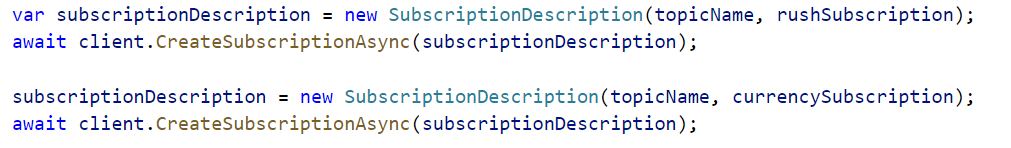 var subscriptionDescription = new SubscriptionDescription(topicName, rushSubscription);
await client.CreateSubscriptionAsync(subscriptionDescription);
subscriptionDescription = new SubscriptionDescription(topicName, currencySubscription);
await client.CreateSubscriptionAsync(subscriptionDescription);